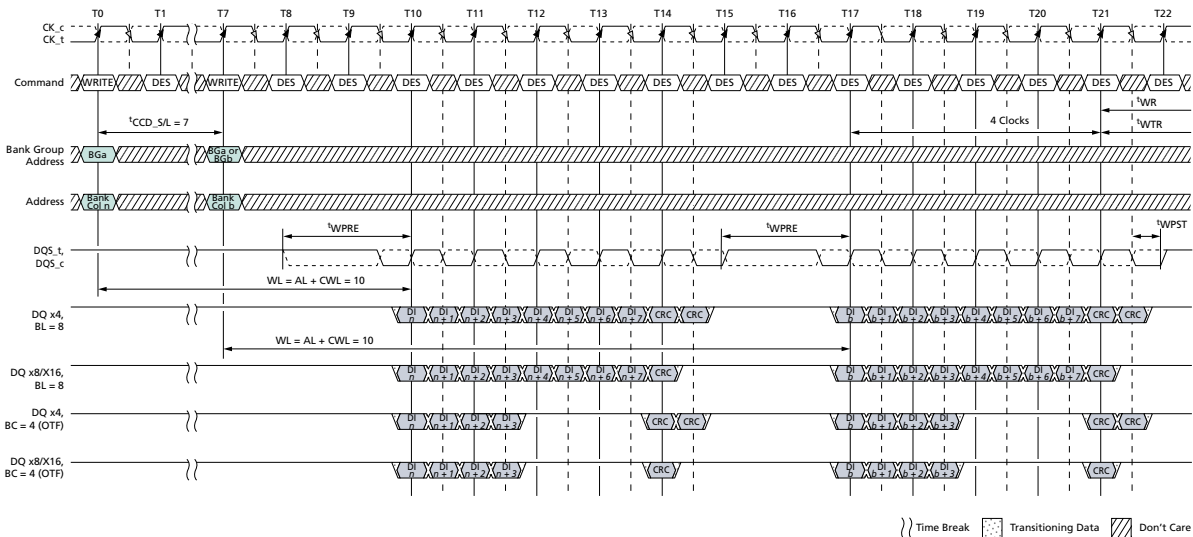 T0 T1 T7 T8 T9 T10 T11 T12 T13 T14 T15 T16 T17 T18 T19 T20 T21 T22
CK_c
CK_t
Command WRITE DES WRITE DES DES DES DES DES DES DES DES DES DES DES DES DES DES DES
tCCD_S/L = 7
4 Clocks
tWR
tWTR
Bank Group
Address
BGa
BGa or
BGb
Address
Bank
Col n
Bank
Col b
tWPRE
tWPRE
tWPST
DQS_t,
DQS_c
WL = AL + CWL = 10
DQ x4,
BL = 8
DI n DI n + 1 DI n + 2 DI n + 3 DI n + 4 DI n + 5 DI n + 6 DI n + 7 CRC CRC DI b DI b + 1 DI b + 2 DI b + 3 DI b + 4 DI b + 5 DI b + 6 DI b + 7 CRC CRC
WL = AL + CWL = 10
DQ x8/X16,
BL = 8
DI n DI n + 1 DI n + 2 DI n + 3 DI n + 4 DI n + 5 DI n + 6 DI n + 7 CRC DI b DI b + 1 DI b + 2 DI b + 3 DI b + 4 DI b + 5 DI b + 6 DI b + 7 CRC
DQ x4,
BC = 4 (OTF)
DI n DI n + 1 DI n + 2 DI n + 3 CRC CRC DI b DI b + 1 DI b + 2 DI b + 3 CRC CRC
DQ x8/X16,
BC = 4 (OTF)
DI n DI n + 1 DI n + 2 DI n + 3 CRC DI b DI b + 1 DI b + 2 DI b + 3 CRC
Time Break Transitioning Data Don't Care